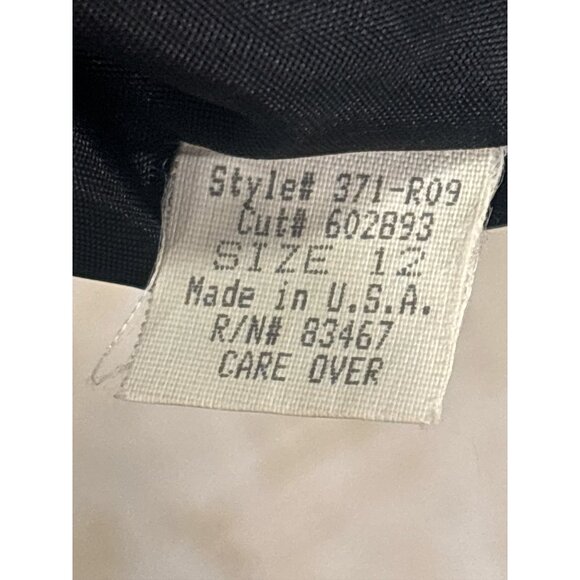 Style# 371-R09
Cut# 602893
SIZE 12
Made in U.S.A.
R/N# 83467
CARE OVER